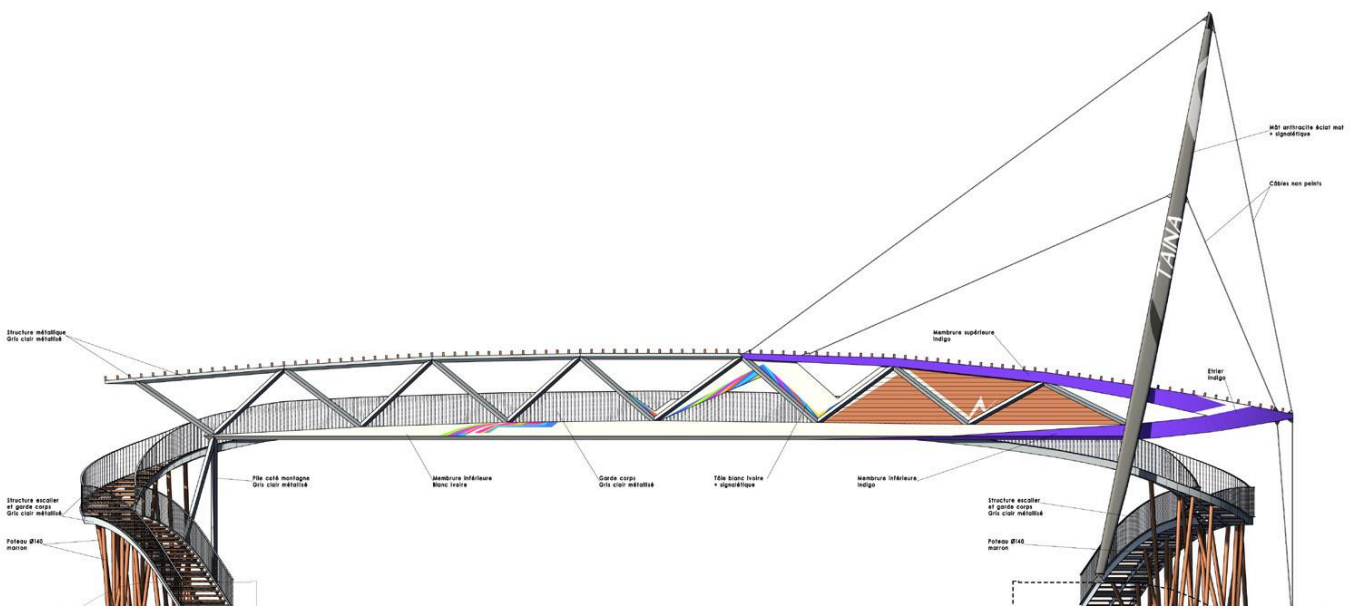 Mât anthracite éclat mat
+ signalétique
Câbles non peints
TAINA
Structure métallique
Gris clair métallisé
Membrure supérieure
Indigo
Etrier
Indigo
Pile coté montagne
Gris clair métallisé
Membrure inférieure
Blanc ivoire
Garde corps
Gris clair métallisé
Tôle blanc ivoire
+ signalétique
Membrure inférieure
Indigo
Structure escalier
et garde corps
Gris clair métallisé
Structure escalier
et garde corps
Gris clair métallisé
Poteau Ø140
marron
Poteau Ø140
marron